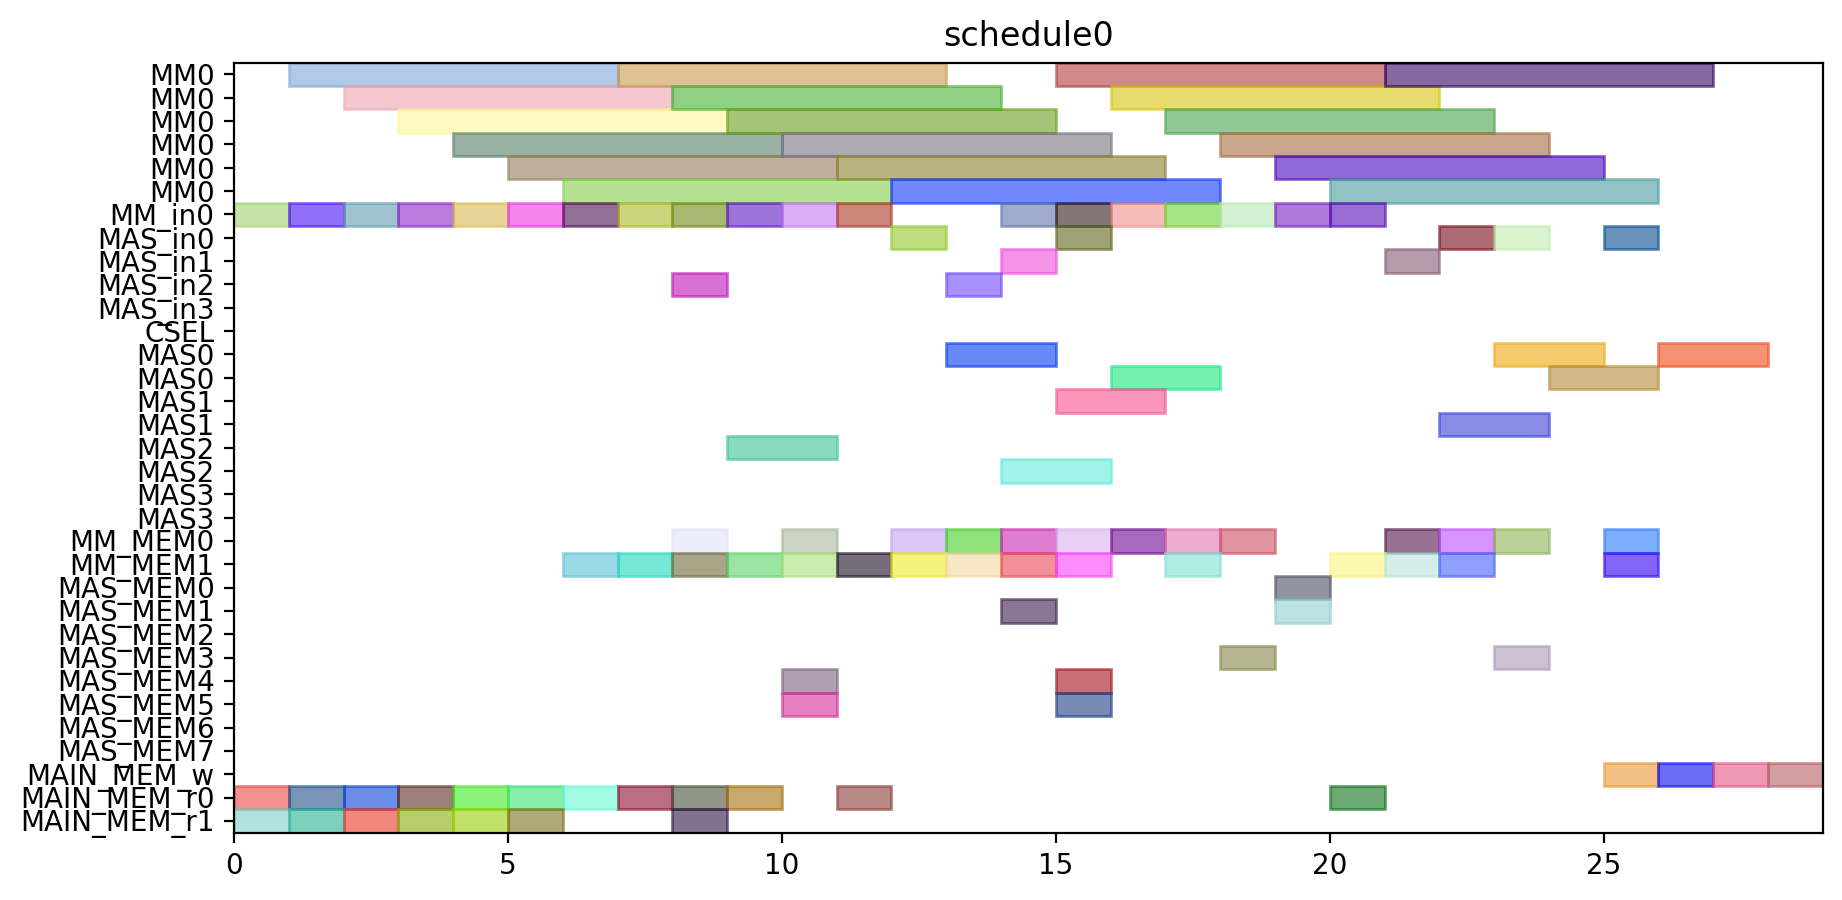 schedule0
MM0
MM0
MM0
MM0
MM0
MM0
MM_in0
MAS_in0
MAS_in1
MAS_in2
MAS_in3
CSEL
MAS0
MAS0
MAS1
MAS1
MAS2
MAS2
MAS3
MAS3
MM_MEM0
MM_MEM1
MAS_MEM0
MAS_MEM1
MAS_MEM2
MAS_MEM3
MAS_MEM4
MAS_MEM5
MAS_MEM6
MAS_MEM7
MAIN_MEM_w
MAIN_MEM_r0
MAIN_MEM_r1
0 5 10 15 20 25